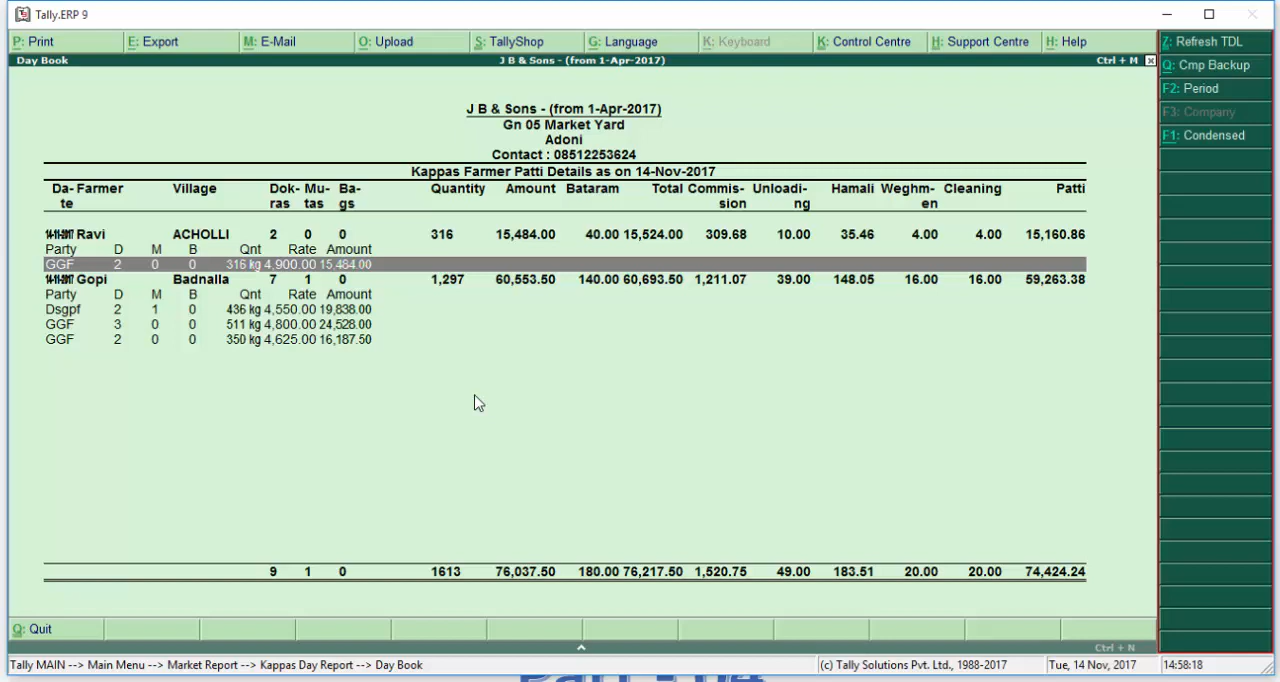 Tally.ERP 9
P: Print E: Export M: E-Mail O: Upload S: TallyShop G: Language K: Keyboard K: Control Centre H: Support Centre H: Help
Z: Refresh TDL
Day Book J B & Sons - (from 1-Apr-2017) Ctrl + M
Q: Cmp Backup
F2: Period
F3: Company
F1: Condensed
J B & Sons - (from 1-Apr-2017)
Gn 05 Market Yard
Adoni
Contact : 08512253624
Kappas Farmer Patti Details as on 14-Nov-2017
Da- Farmer Village Dok- Mu- Ba- Quantity Amount Bataram Total Commis- Unloadi- Hamali Weghm- Cleaning Patti
te ras tas gs sion ng en
14-11-2017 Ravi ACHOLLI 2 0 0 316 15,484.00 40.00 15,524.00 309.68 10.00 35.46 4.00 4.00 15,160.86
Party D M B Qnt Rate Amount
GGF 2 0 0 316 kg 4,900.00 15,484.00
14-11-2017 Gopi Badnalla 7 1 0 1,297 60,553.50 140.00 60,693.50 1,211.07 39.00 148.05 16.00 16.00 59,263.38
Party D M B Qnt Rate Amount
Dsgpf 2 1 0 436 kg 4,550.00 19,838.00
GGF 3 0 0 511 kg 4,800.00 24,528.00
GGF 2 0 0 350 kg 4,625.00 16,187.50
9 1 0 1613 76,037.50 180.00 76,217.50 1,520.75 49.00 183.51 20.00 20.00 74,424.24
Q: Quit
Ctrl + N
Tally MAIN --> Main Menu --> Market Report --> Kappas Day Report --> Day Book (c) Tally Solutions Pvt. Ltd., 1988-2017 Tue, 14 Nov, 2017 14:58:18
Part - 04